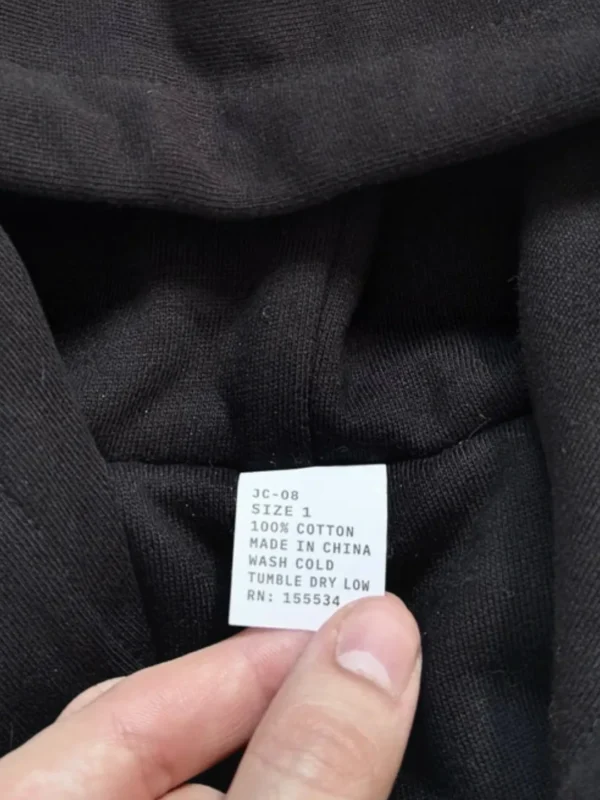 JC-08
SIZE 1
100% COTTON
MADE IN CHINA
WASH COLD
TUMBLE DRY LOW
RN: 155534